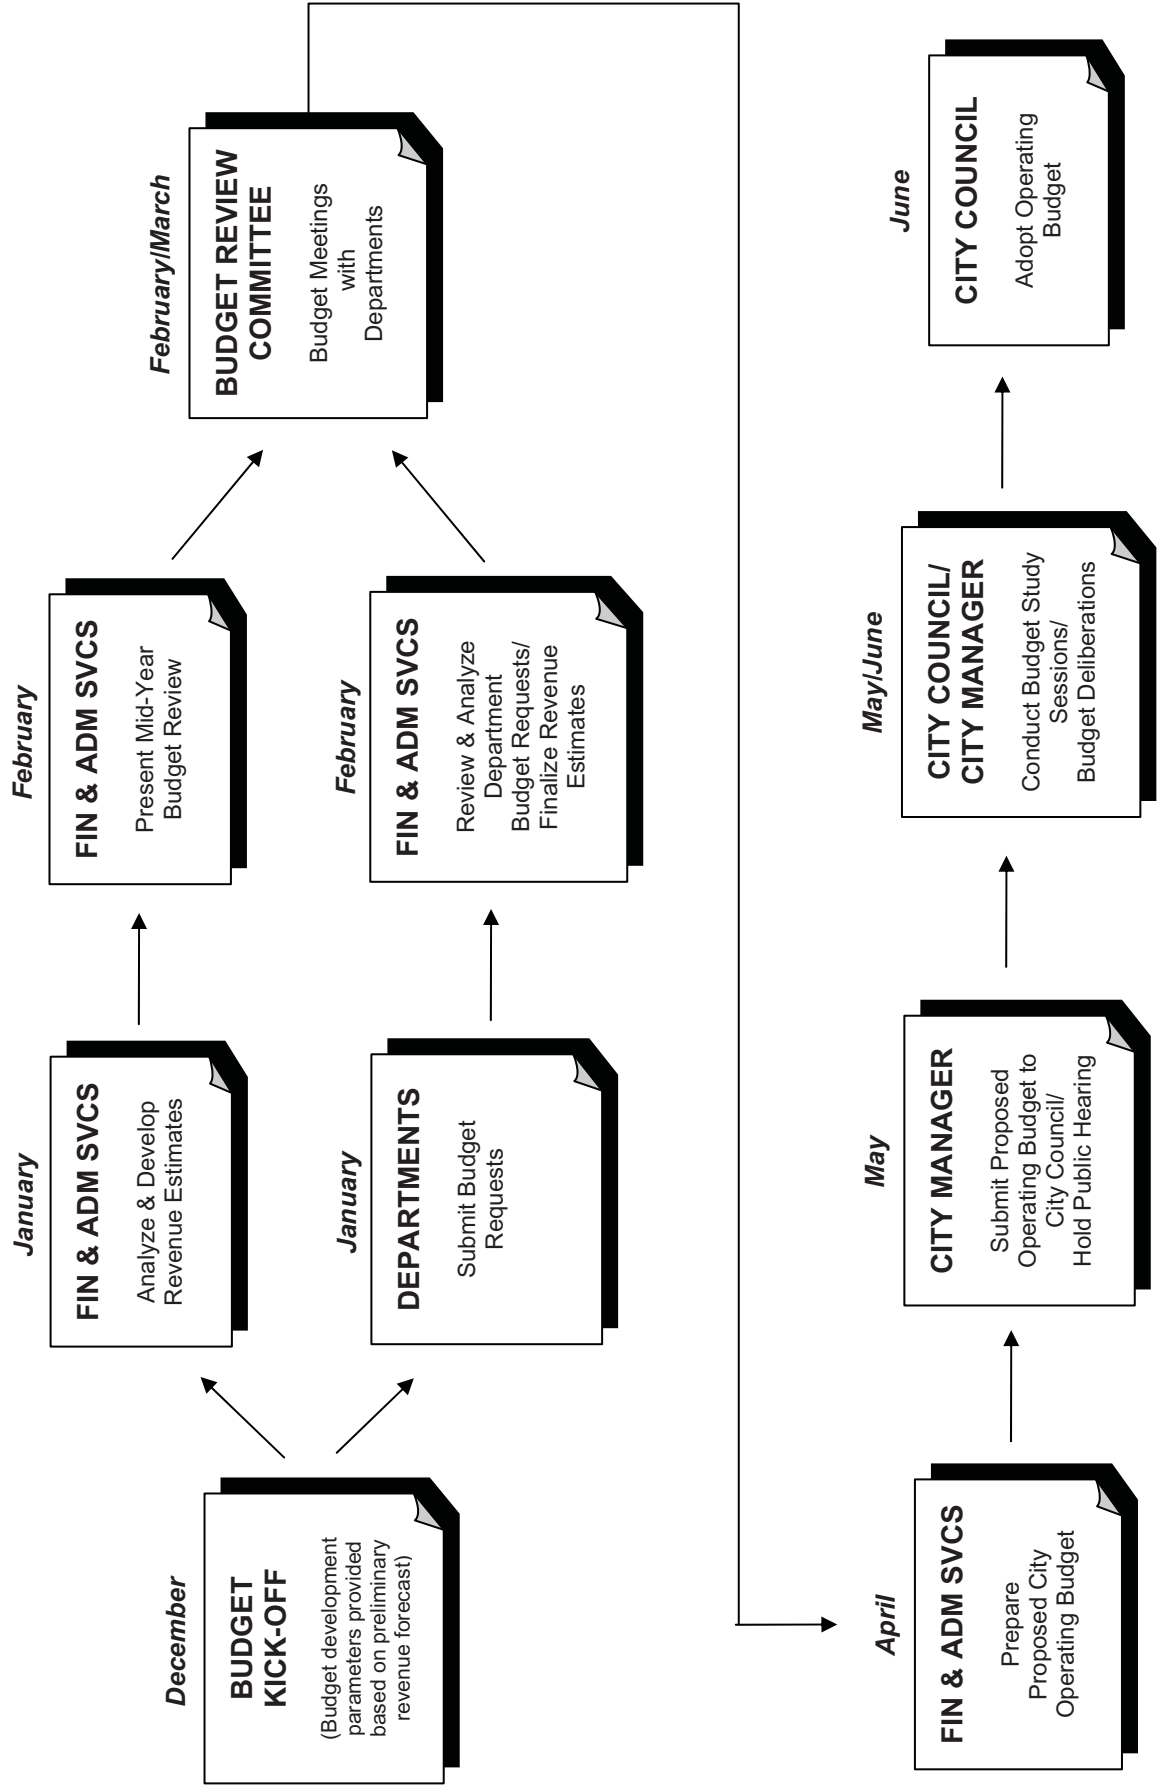 December
BUDGET
KICK-OFF
(Budget development
parameters provided
based on preliminary
revenue forecast)
January
FIN & ADM SVCS
Analyze & Develop
Revenue Estimates
January
DEPARTMENTS
Submit Budget
Requests
February
FIN & ADM SVCS
Present Mid-Year
Budget Review
February
FIN & ADM SVCS
Review & Analyze
Department
Budget Requests/
Finalize Revenue
Estimates
February/March
BUDGET REVIEW
COMMITTEE
Budget Meetings
with
Departments
April
FIN & ADM SVCS
Prepare
Proposed City
Operating Budget
May
CITY MANAGER
Submit Proposed
Operating Budget to
City Council/
Hold Public Hearing
May/June
CITY COUNCIL/
CITY MANAGER
Conduct Budget Study
Sessions/
Budget Deliberations
June
CITY COUNCIL
Adopt Operating
Budget